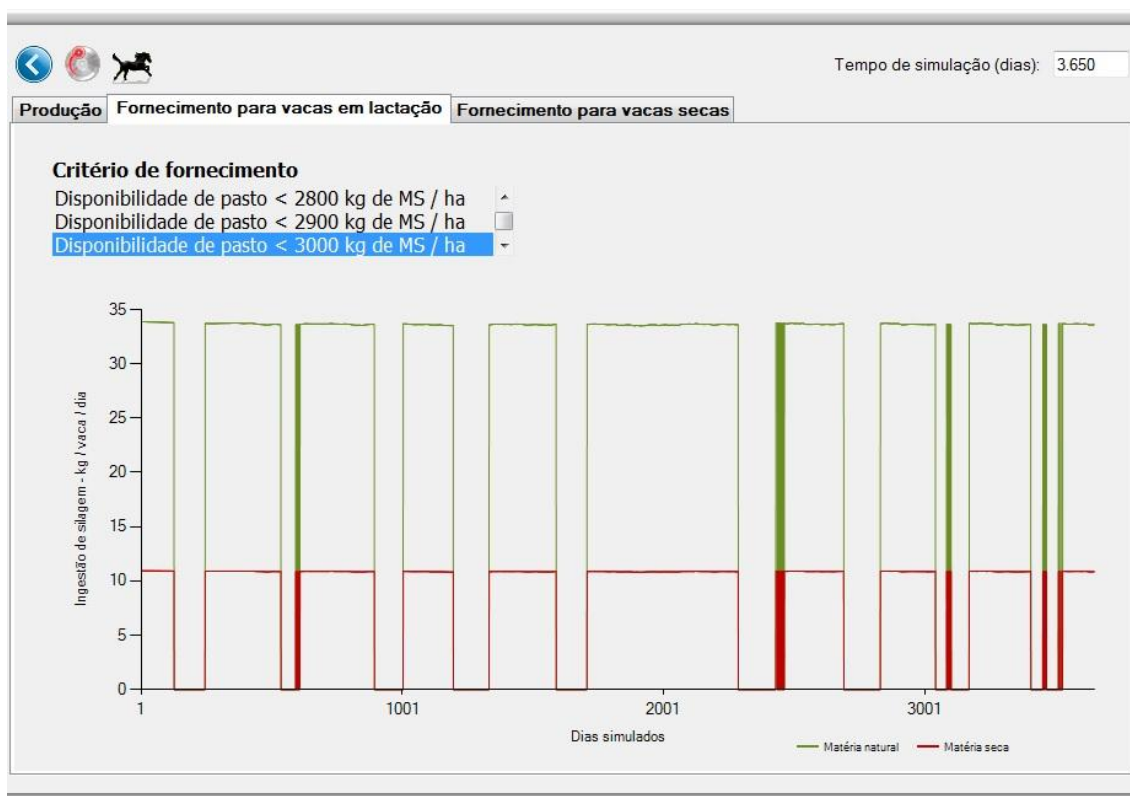 Tempo de simulação (dias): 3.650
Produção Fornecimento para vacas em lactação Fornecimento para vacas secas
Critério de fornecimento
Disponibilidade de pasto < 2800 kg de MS / ha
Disponibilidade de pasto < 2900 kg de MS / ha
Disponibilidade de pasto < 3000 kg de MS / ha
Ingestão de silagem - kg / vaca / dia
35
30
25
20
15
10
5
0
1 1001 2001 3001
Dias simulados
Matéria natural Matéria seca